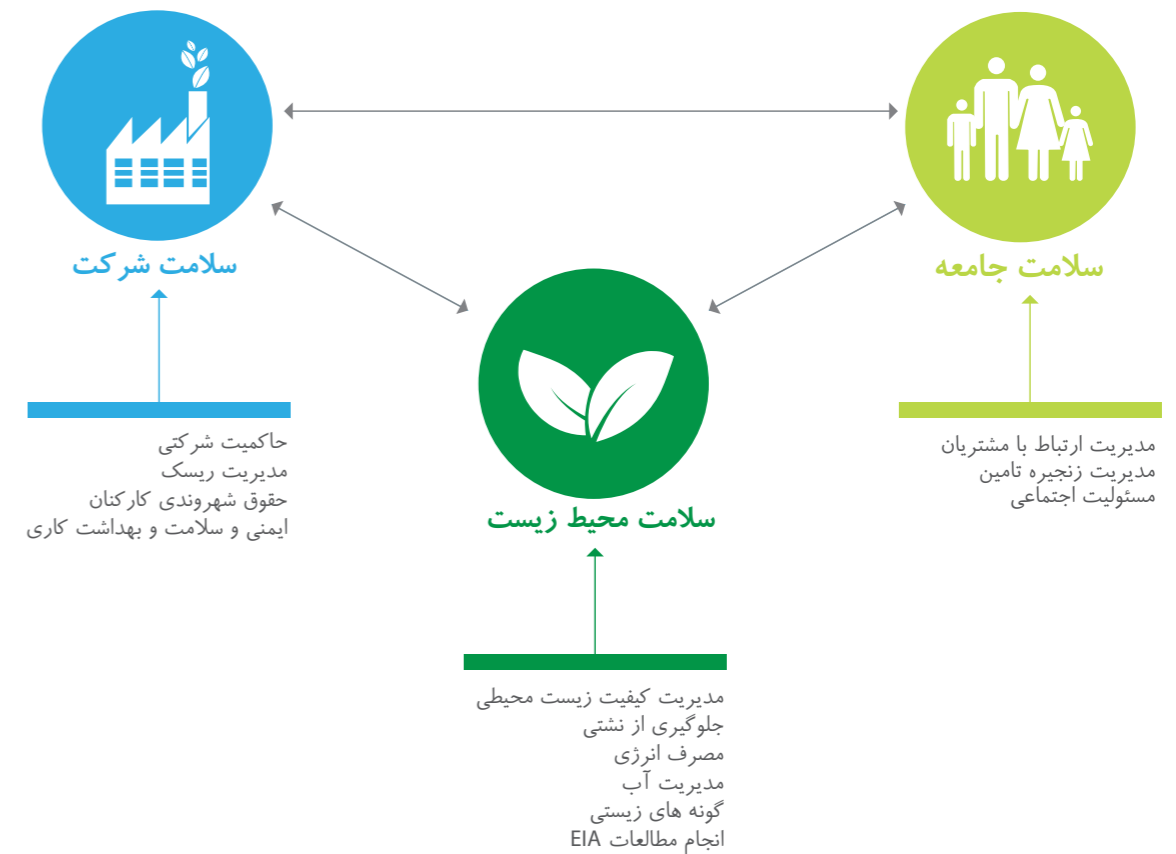 سلامت جامعه
مدیریت ارتباط با مشتریان
مدیریت زنجیره تامین
مسئولیت اجتماعی
سلامت محیط زیست
مدیریت کیفیت زیست محیطی
جلوگیری از نشتی
مصرف انرژی
مدیریت آب
گونه های زیستی
انجام مطالعات EIA
سلامت شرکت
حاکمیت شرکتی
مدیریت ریسک
حقوق شهروندی کارکنان
ایمنی و سلامت و بهداشت کاری